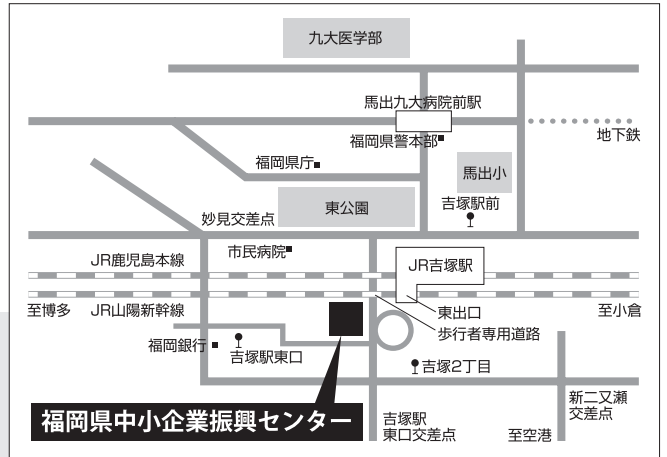 九大医学部
馬出九大病院前駅
地下鉄
福岡県警本部
福岡県庁
馬出小
東公園
吉塚駅前
妙見交差点
市民病院
JR吉塚駅
JR鹿児島本線
至博多
JR山陽新幹線
東出口
至小倉
歩行者専用道路
福岡銀行
吉塚駅東口
吉塚2丁目
福岡県中小企業振興センター
新二又瀬
交差点
吉塚駅
東口交差点
至空港